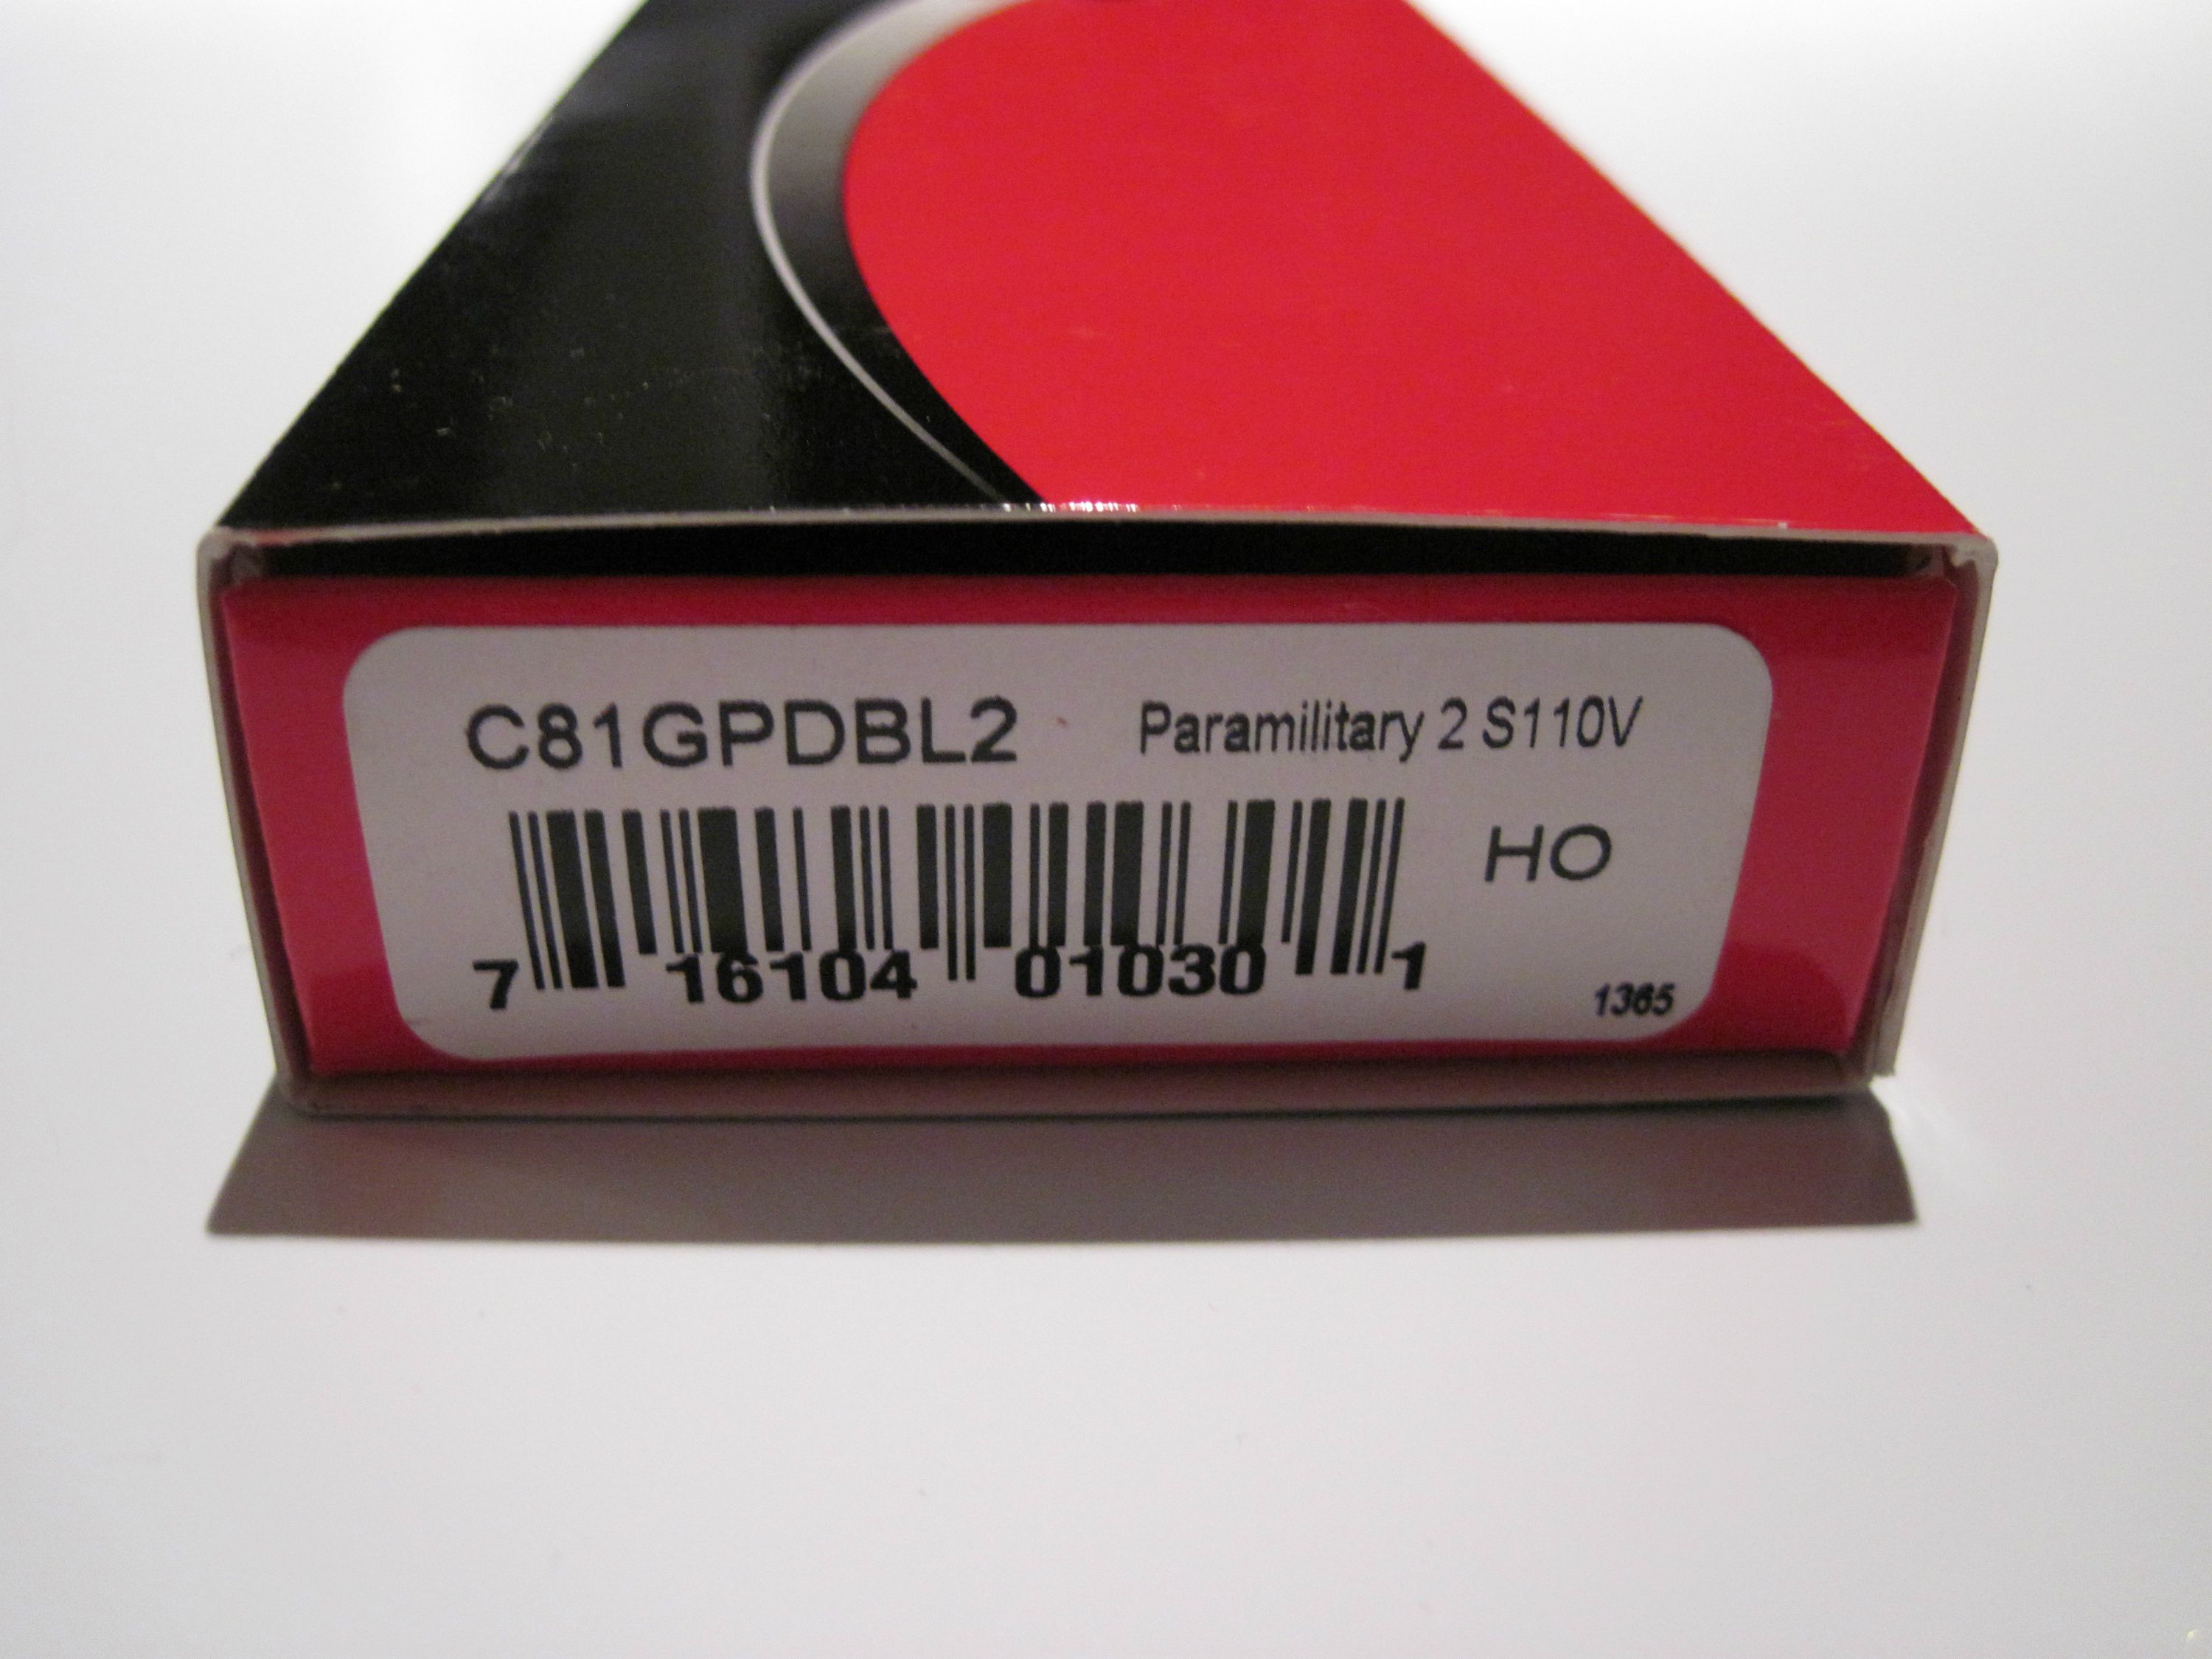 C81GPDBL2 Paramilitary 2 S110V
HO
7 16104 01030 1
1365